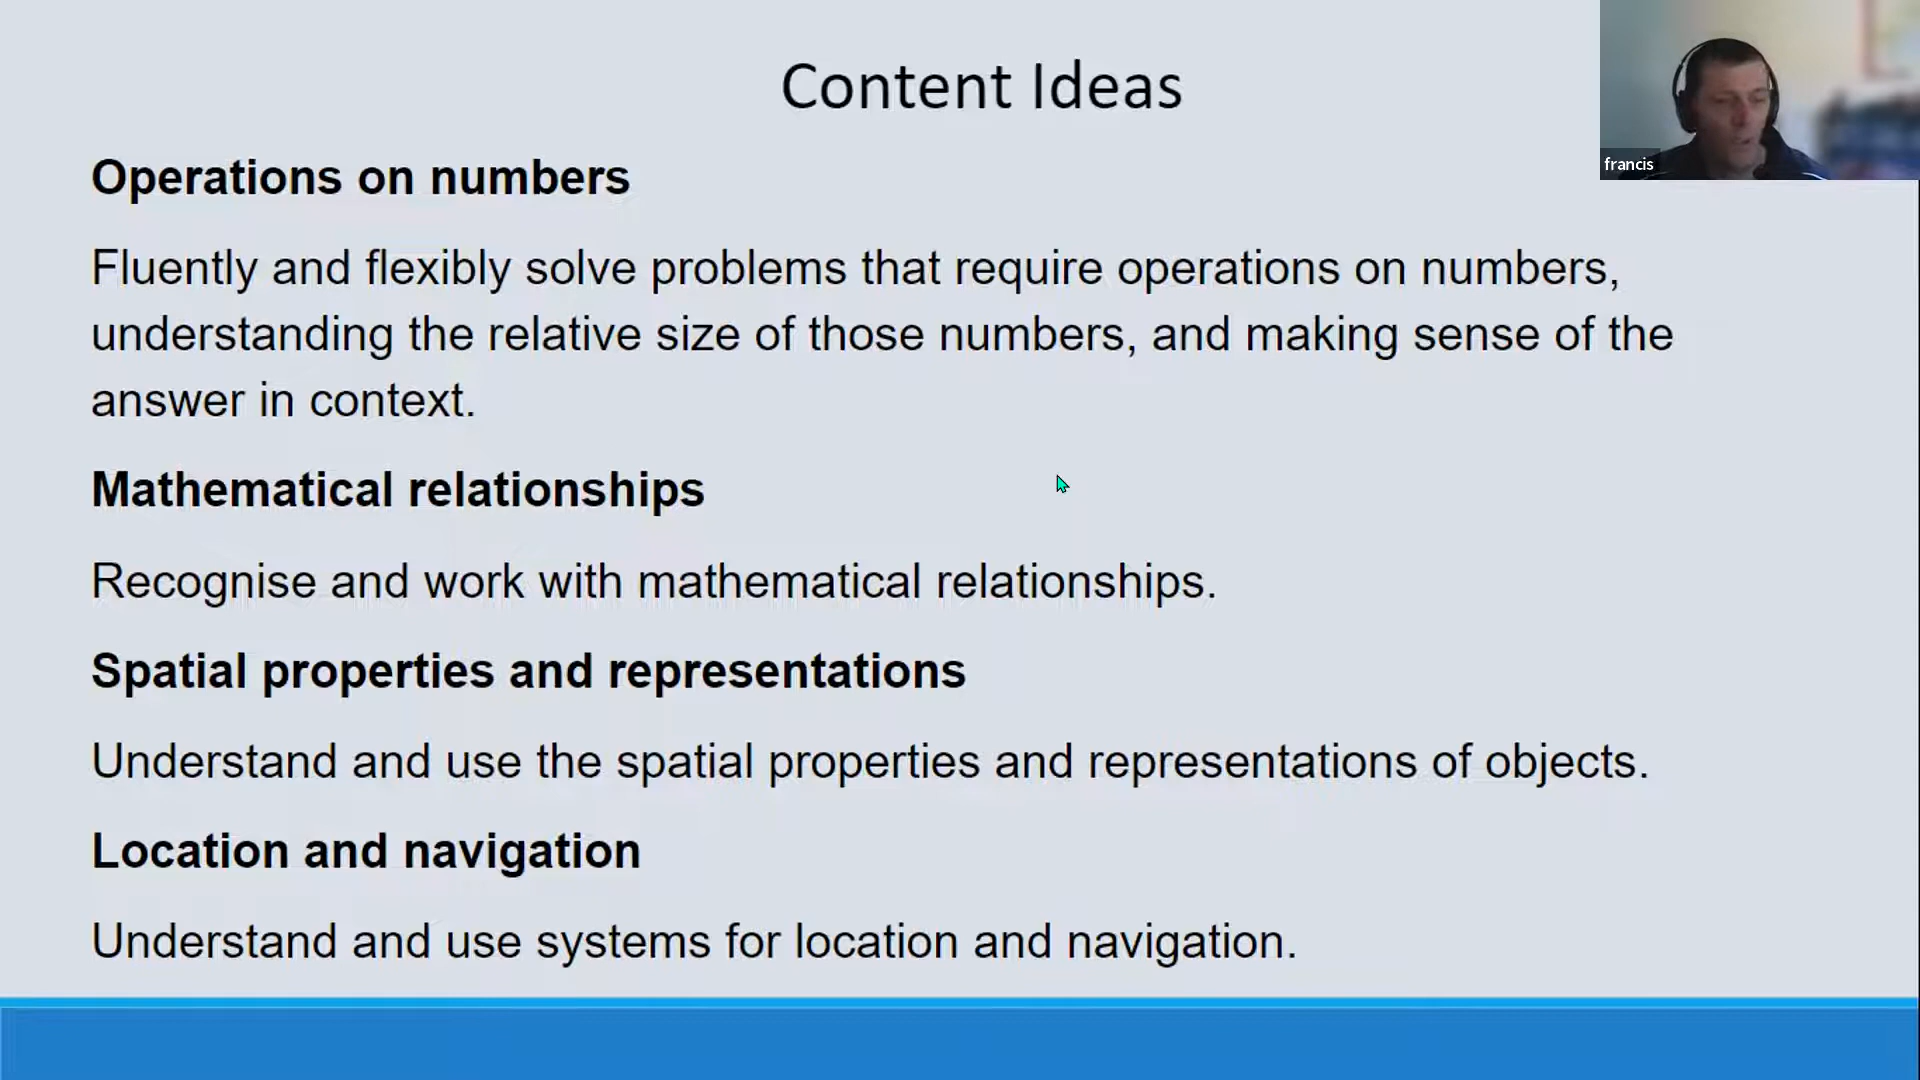 Content Ideas
francis
Operations on numbers
Fluently and flexibly solve problems that require operations on numbers,
understanding the relative size of those numbers, and making sense of the
answer in context.
Mathematical relationships
Recognise and work with mathematical relationships.
Spatial properties and representations
Understand and use the spatial properties and representations of objects.
Location and navigation
Understand and use systems for location and navigation.